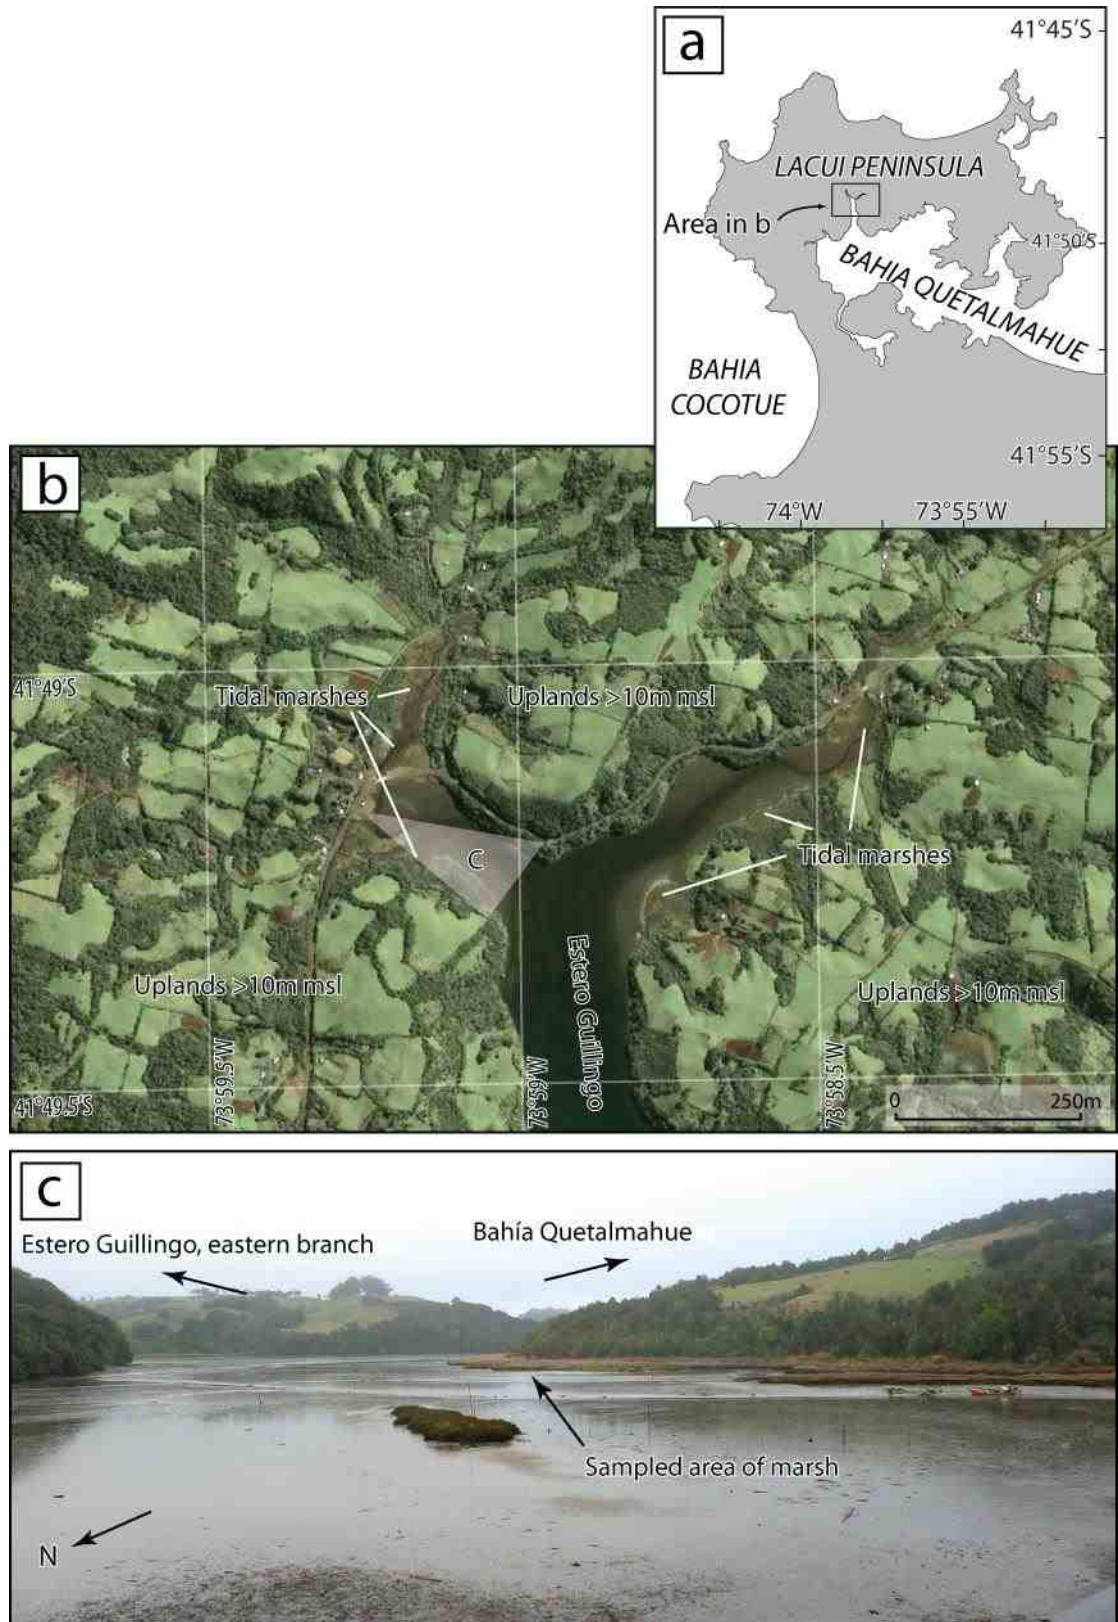 a
41°45'S
LACUI PENINSULA
Area in b
41°50'S
BAHIA QUETALMAHUE
BAHIA
COCOTUE
41°55'S
74°W
73°55'W
b
41°49'S
Tidal marshes
Uplands >10m msl
C
Tidal marshes
Estero Guillingo
Uplands >10m msl
Uplands >10m msl
73°59.5'W
73°59'W
73°58.5'W
41°49.5'S
0
250m
c
Estero Guillingo, eastern branch
Bahía Quetalmahue
Sampled area of marsh
N